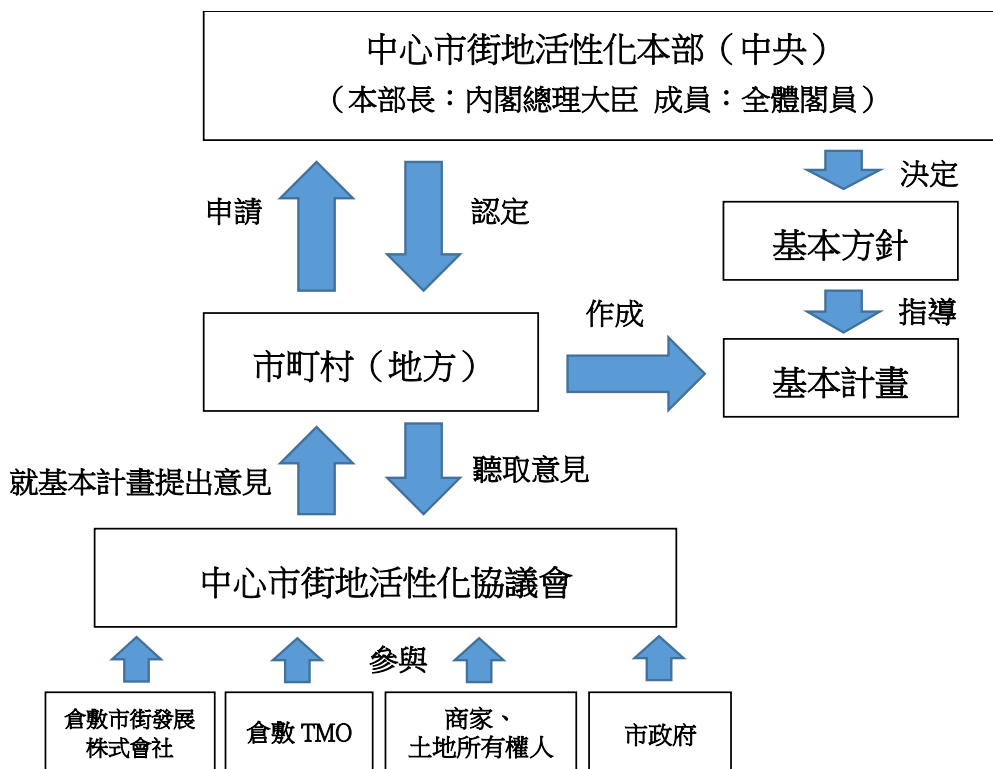 中心市街地活性化本部（中央）
（本部長：內閣總理大臣 成員：全體閣員）
申請
認定
決定
基本方針
指導
市町村（地方）
作成
基本計畫
就基本計畫提出意見
聽取意見
中心市街地活性化協議會
參與
倉敷市街發展
株式會社
倉敷 TMO
商家、
土地所有權人
市政府